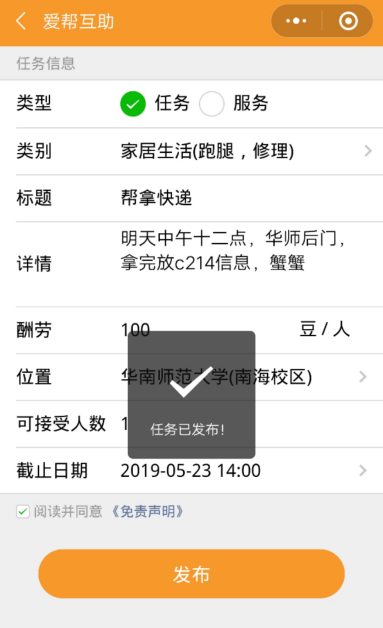 爱帮互助
任务信息
类型 任务 服务
类别 家居生活(跑腿，修理)
标题 帮拿快递
明天中午十二点，华师后门，
详情 拿完放c214信息，蟹蟹
酬劳 100 豆 / 人
位置 华南师范大学(南海校区)
可接受人数 1
任务已发布!
截止日期 2019-05-23 14:00
阅读并同意 《免责声明》
发布